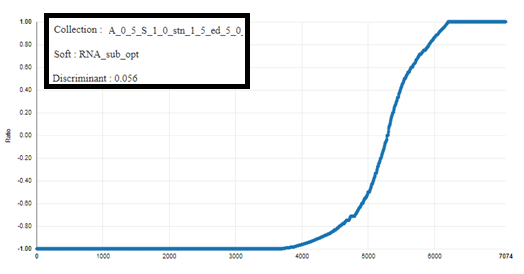 Collection : A_0_5_S_1_0_stn_1_5_ed_5_0_
Soft : RNA_sub_opt
Discriminant : 0.056
1.00
0.80
0.60
0.40
0.20
0.00
-0.20
-0.40
-0.60
-0.80
-1.00
Ratio
0 1000 2000 3000 4000 5000 6000 7074